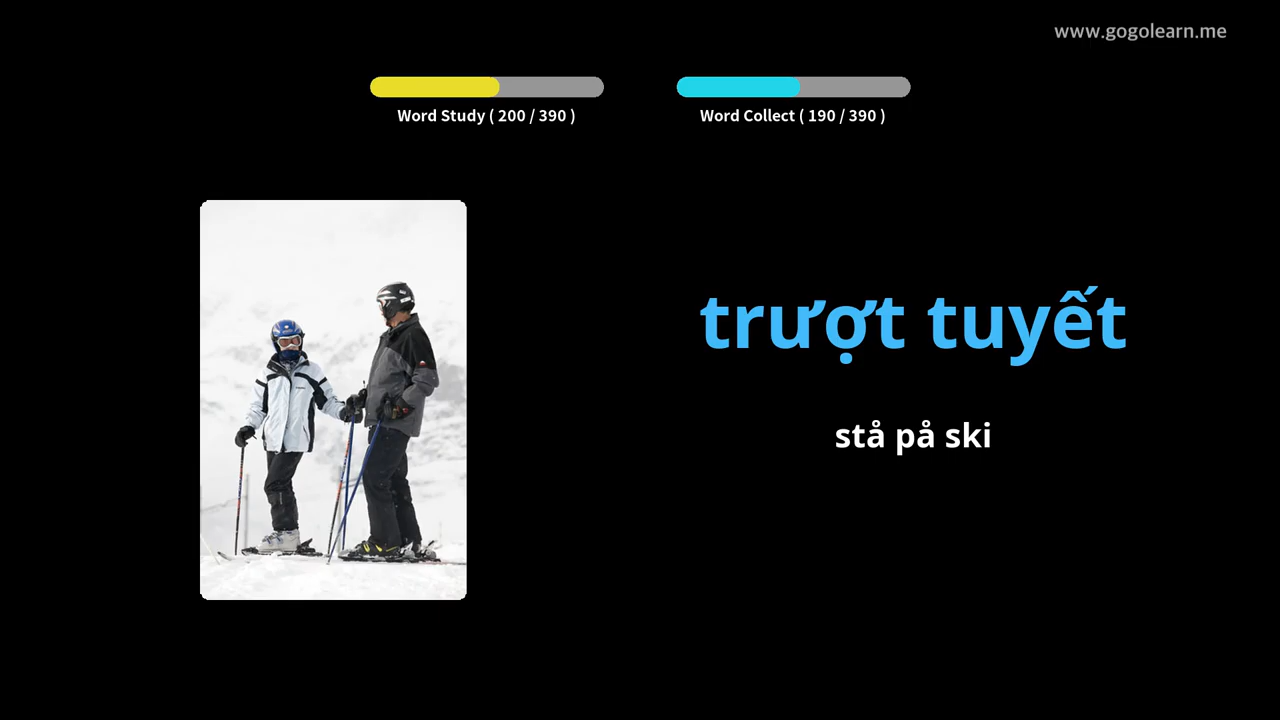 www.gogolearn.me
Word Study ( 200 / 390 )
Word Collect ( 190 / 390 )
trượt tuyết
stå på ski